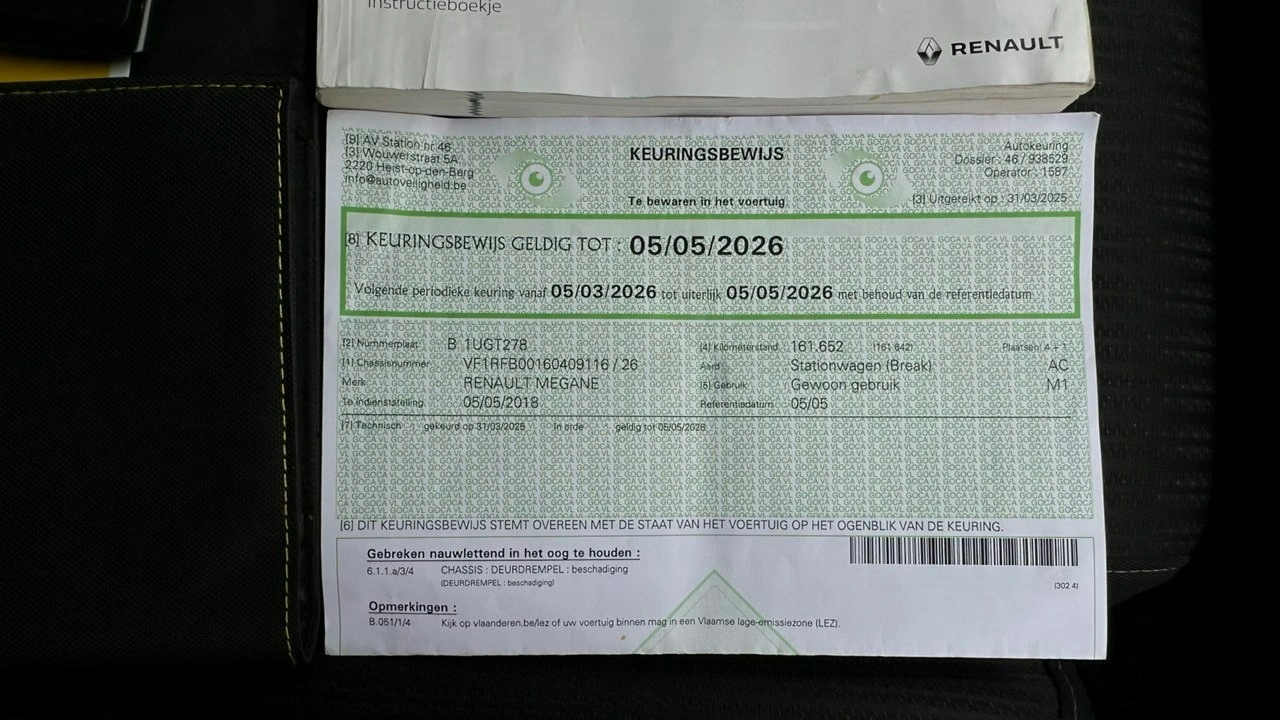 Instructieboekje
RENAULT
[9] AV Station nr 46
[3] Wouwerstraat 5A
2220 Heist-op-den-Berg
info@autoveiligheid.be
KEURINGSBEWIJS
Te bewaren in het voertuig
Autokeuring
Dossier : 46 / 938529
Operator : 1587
[3] Uitgereikt op : 31/03/2025
[8] KEURINGSBEWIJS GELDIG TOT : 05/05/2026
Volgende periodieke keuring vanaf 05/03/2026 tot uiterlijk 05/05/2026 met behoud van de referentiedatum
[2] Nummerplaat B 1UGT278
[4] Kilometerstand 161.652 (161.642) Plaatsen: 4 + 1
[1] Chassisnummer VF1RFB00160409116 / 26
Aard Stationwagen (Break) AC
Merk RENAULT MEGANE
[5] Gebruik Gewoon gebruik M1
1e indienststelling 05/05/2018
Referentiedatum 05/05
[7] Technisch : gekeurd op 31/03/2025 In orde geldig tot 05/05/2026
[6] DIT KEURINGSBEWIJS STEMT OVEREEN MET DE STAAT VAN HET VOERTUIG OP HET OGENBLIK VAN DE KEURING.
Gebreken nauwlettend in het oog te houden :
6.1.1.a/3/4 CHASSIS : DEURDREMPEL : beschadiging
(DEURDREMPEL : beschadiging)
(302 4)
Opmerkingen :
B.051/1/4 Kijk op vlaanderen.be/lez of uw voertuig binnen mag in een Vlaamse lage-emissiezone (LEZ).